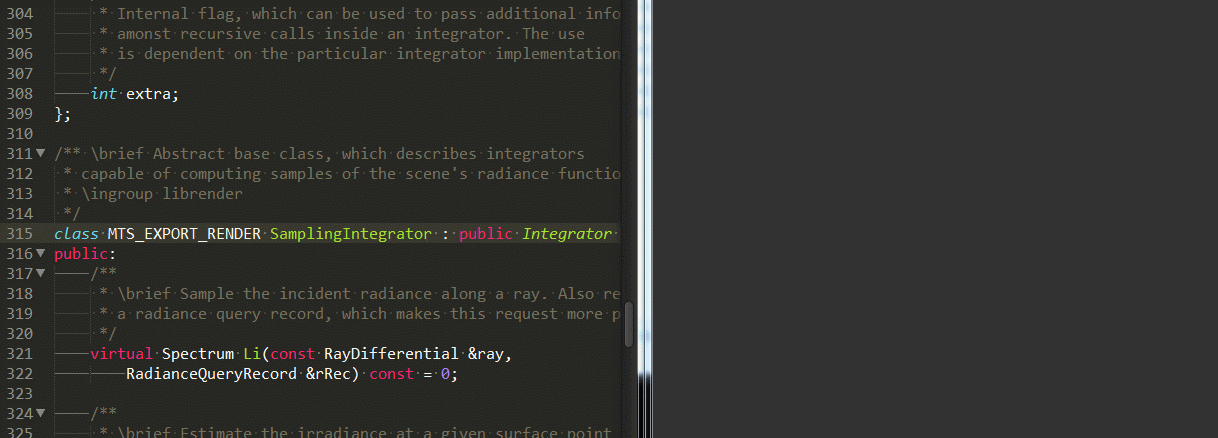 304 * Internal flag, which can be used to pass additional info
305 * amonst recursive calls inside an integrator. The use
306 * is dependent on the particular integrator implementation
307 */
308 int extra;
309 };
310
311 /** \brief Abstract base class, which describes integrators
312 * capable of computing samples of the scene's radiance functio
313 * \ingroup librender
314 */
315 class MTS_EXPORT_RENDER SamplingIntegrator : public Integrator
316 public:
317 /**
318 * \brief Sample the incident radiance along a ray. Also re
319 * a radiance query record, which makes this request more p
320 */
321 virtual Spectrum Li(const RayDifferential &ray,
322 RadianceQueryRecord &rRec) const = 0;
323
324 /**
325 * \brief Estimate the irradiance at a given surface point